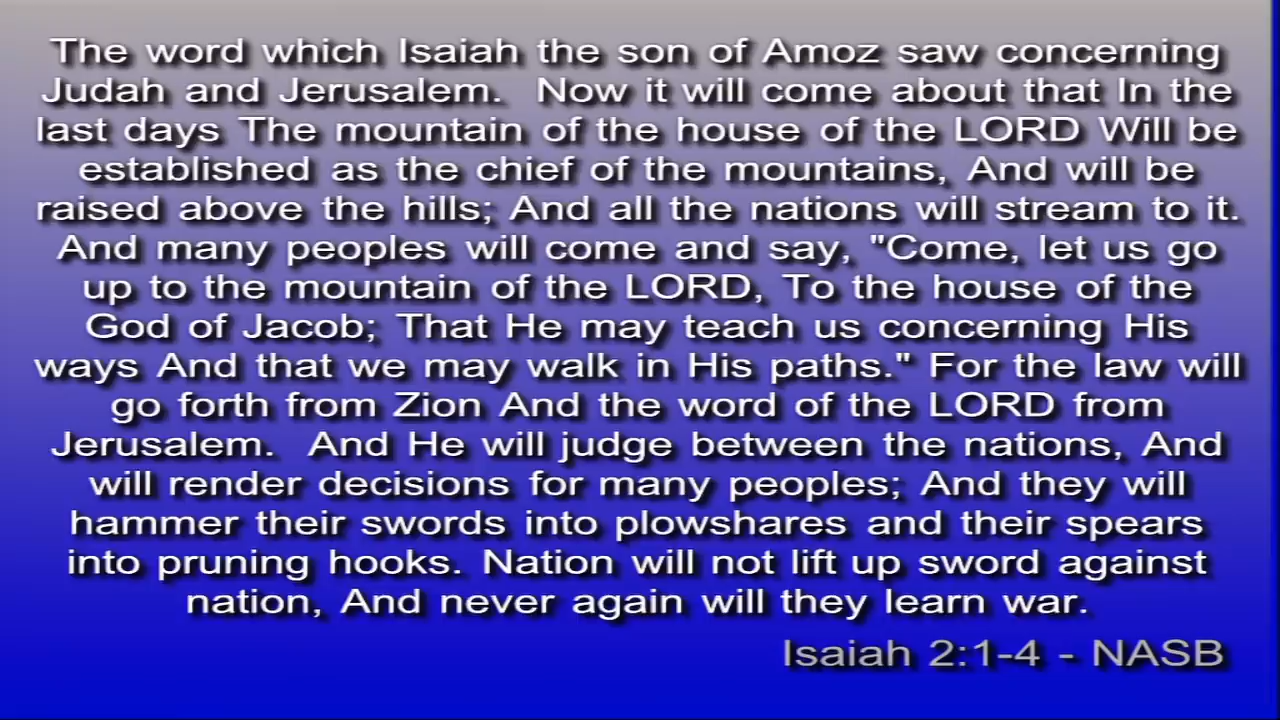 The word which Isaiah the son of Amoz saw concerning
Judah and Jerusalem.  Now it will come about that In the
last days The mountain of the house of the LORD Will be
established as the chief of the mountains, And will be
raised above the hills; And all the nations will stream to it.
And many peoples will come and say, "Come, let us go
up to the mountain of the LORD, To the house of the
God of Jacob; That He may teach us concerning His
ways And that we may walk in His paths." For the law will
go forth from Zion And the word of the LORD from
Jerusalem.  And He will judge between the nations, And
will render decisions for many peoples; And they will
hammer their swords into plowshares and their spears
into pruning hooks. Nation will not lift up sword against
nation, And never again will they learn war.
Isaiah 2:1-4 - NASB